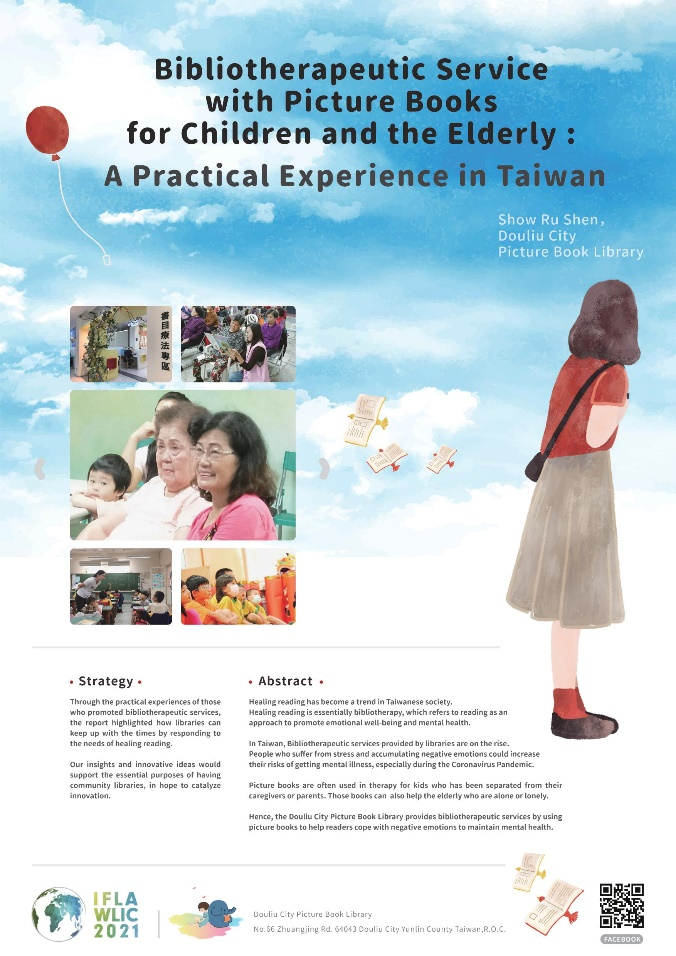 Bibliotherapeutic Service
with Picture Books
for Children and the Elderly :
A Practical Experience in Taiwan
Show Ru Shen,
Douliu City
Picture Book Library
書目療法專區
• Strategy •
Through the practical experiences of those
who promoted bibliotherapeutic services,
the report highlighted how libraries can
keep up with the times by responding to
the needs of healing reading.
Our insights and innovative ideas would
support the essential purposes of having
community libraries, in hope to catalyze
innovation.
• Abstract •
Healing reading has become a trend in Taiwanese society.
Healing reading is essentially bibliotherapy, which refers to reading as an
approach to promote emotional well-being and mental health.
In Taiwan, Bibliotherapeutic services provided by libraries are on the rise.
People who suffer from stress and accumulating negative emotions could increase
their risks of getting mental illness, especially during the Coronavirus Pandemic.
Picture books are often used in therapy for kids who has been separated from their
caregivers or parents. Those books can also help the elderly who are alone or lonely.
Hence, the Douliu City Picture Book Library provides bibliotherapeutic services by using
picture books to help readers cope with negative emotions to maintain mental health.
IFLA
WLIC
2021
Douliu City Picture Book Library
No.66 Zhuangjing Rd. 64043 Douliu City Yunlin County Taiwan,R.O.C.
FACEBOOK